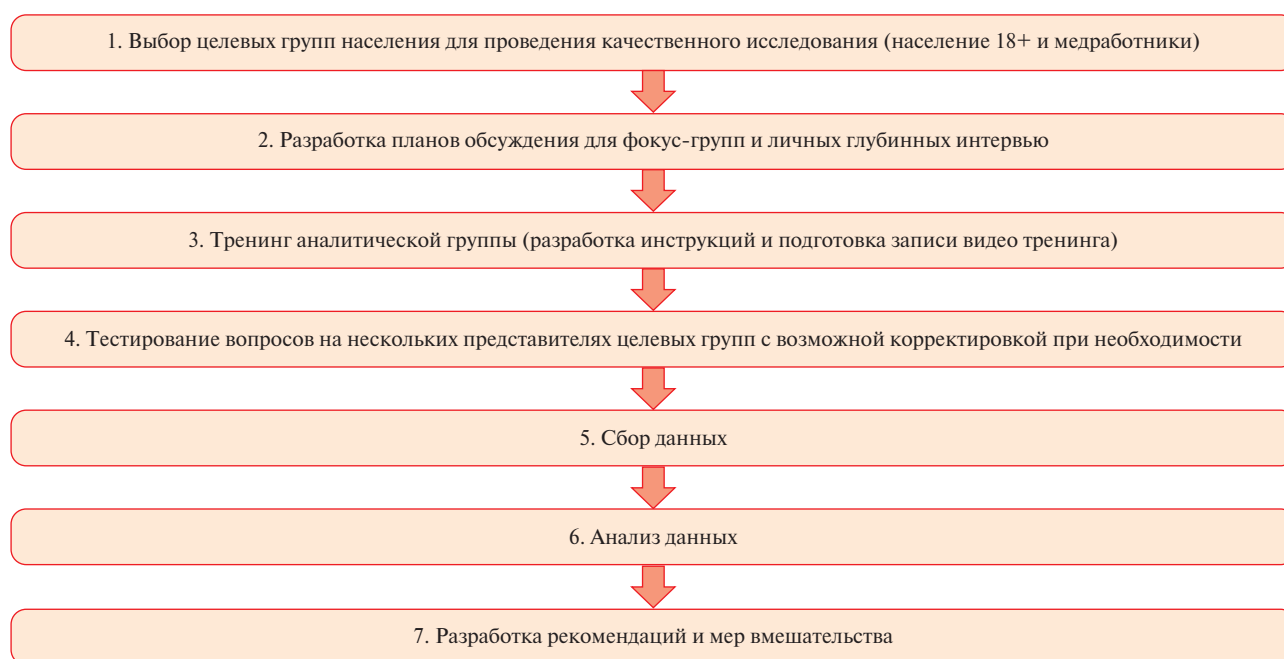 1. Выбор целевых групп населения для проведения качественного исследования (население 18+ и медработники)
2. Разработка планов обсуждения для фокус-групп и личных глубинных интервью
3. Тренинг аналитической группы (разработка инструкций и подготовка записи видео тренинга)
4. Тестирование вопросов на нескольких представителях целевых групп с возможной корректировкой при необходимости
5. Сбор данных
6. Анализ данных
7. Разработка рекомендаций и мер вмешательства